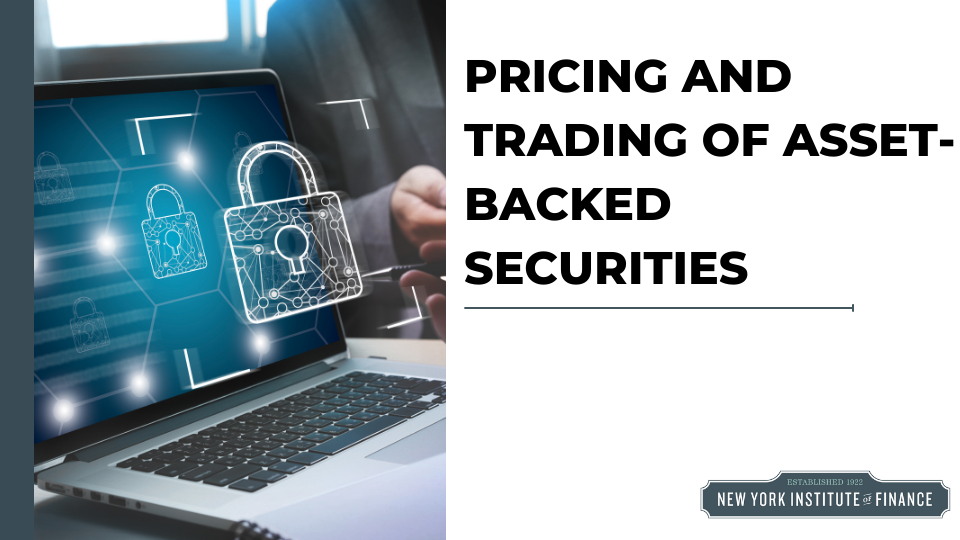 PRICING AND
TRADING OF ASSET-
BACKED
SECURITIES
ESTABLISHED 1922
NEW YORK INSTITUTE of FINANCE